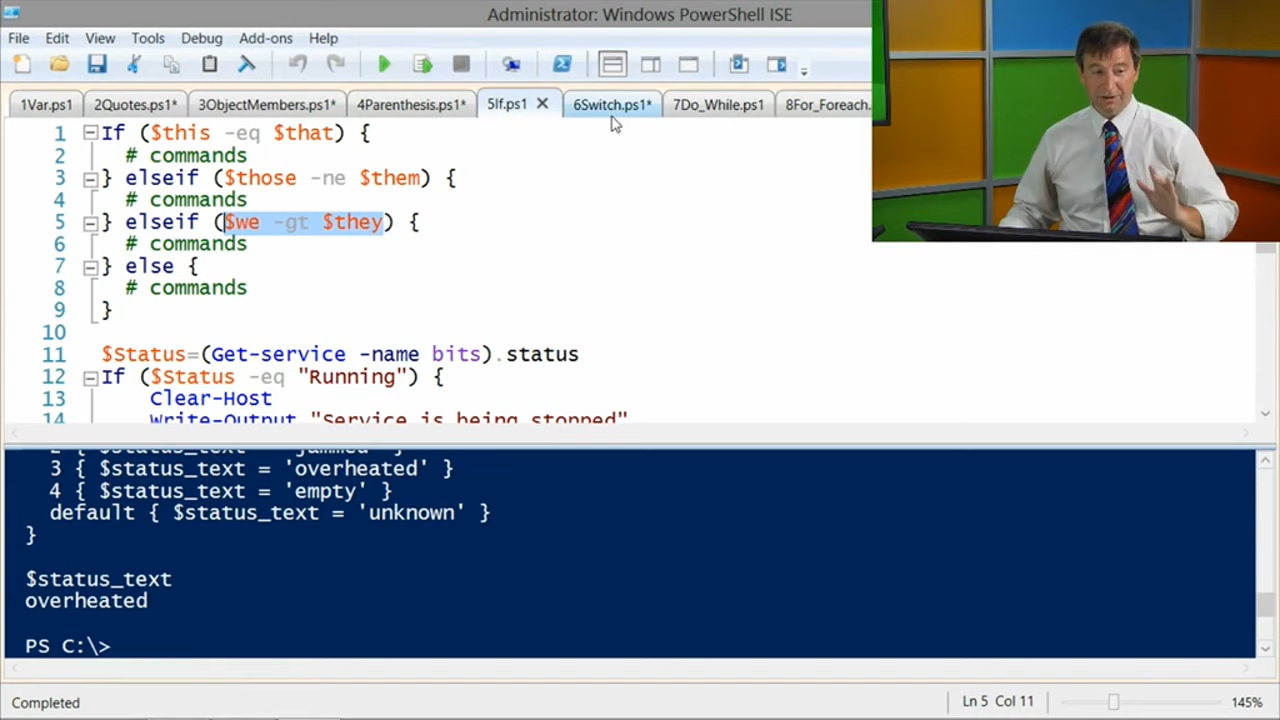 Administrator: Windows PowerShell ISE
File Edit View Tools Debug Add-ons Help
1Var.ps1 2Quotes.ps1* 3ObjectMembers.ps1* 4Parenthesis.ps1* 5If.ps1 6Switch.ps1* 7Do_While.ps1 8For_Foreach.
1 If ($this -eq $that) {
2 # commands
3 } elseif ($those -ne $them) {
4 # commands
5 } elseif ($we -gt $they) {
6 # commands
7 } else {
8 # commands
9 }
10
11 $Status=(Get-service -name bits).status
12 If ($Status -eq "Running") {
13 Clear-Host
14 Write-Output "Service is being stopped"
2 { $status_text = 'jammed' }
3 { $status_text = 'overheated' }
4 { $status_text = 'empty' }
default { $status_text = 'unknown' }
}
$status_text
overheated
PS C:\>
Completed Ln 5 Col 11 145%